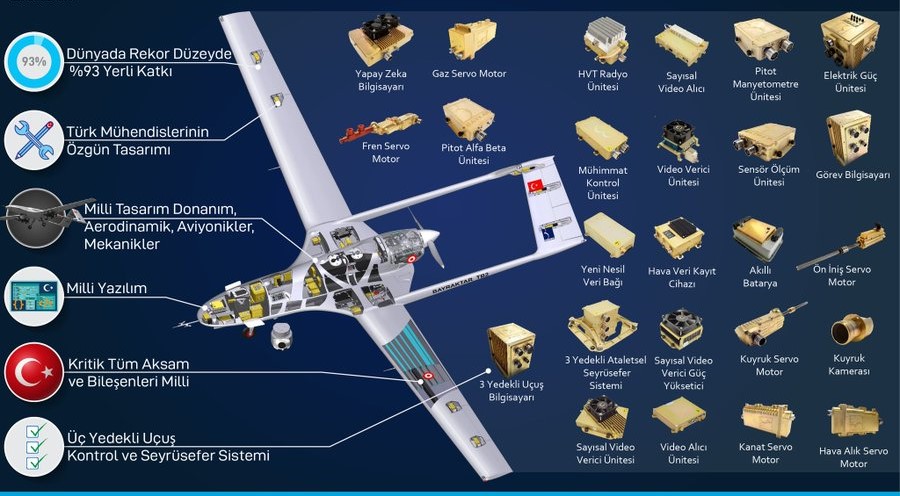 93%
Dünyada Rekor Düzeyde
%93 Yerli Katkı
Türk Mühendislerinin
Özgün Tasarımı
Milli Tasarım Donanım,
Aerodinamik, Aviyonikler,
Mekanikler
Milli Yazılım
Kritik Tüm Aksam
ve Bileşenleri Milli
Üç Yedekli Uçuş
Kontrol ve Seyrüsefer Sistemi
BAYRAKTAR TB2
Yapay Zeka
Bilgisayarı
Gaz Servo Motor
Fren Servo
Motor
Pitot Alfa Beta
Ünitesi
3 Yedekli Uçuş
Bilgisayarı
HVT Radyo
Ünitesi
Sayısal
Video Alıcı
Pitot
Manyetometre
Ünitesi
Elektrik Güç
Ünitesi
Mühimmat
Kontrol
Ünitesi
Video Verici
Ünitesi
Sensör Ölçüm
Ünitesi
Görev Bilgisayarı
Yeni Nesil
Veri Bağı
Hava Veri Kayıt
Cihazı
Akıllı
Batarya
Ön İniş Servo
Motor
3 Yedekli Ataletsel
Seyrüsefer
Sistemi
Sayısal Video
Verici Güç
Yükseltici
Kuyruk Servo
Motor
Kuyruk
Kamerası
Sayısal Video
Verici Ünitesi
Video Alıcı
Ünitesi
Kanat Servo
Motor
Hava Alık Servo
Motor